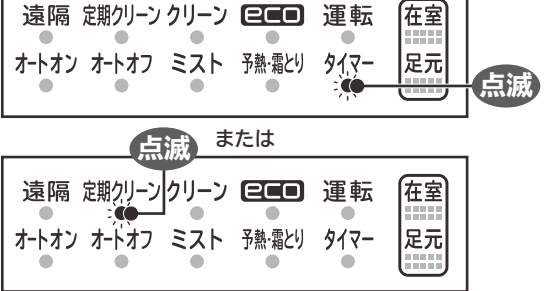 遠隔 定期クリーン クリーン eco 運転 在室
オートオン オートオフ ミスト 予熱・霜とり タイマー 足元
点滅
または
点滅
遠隔 定期クリーン クリーン eco 運転 在室
オートオン オートオフ ミスト 予熱・霜とり タイマー 足元